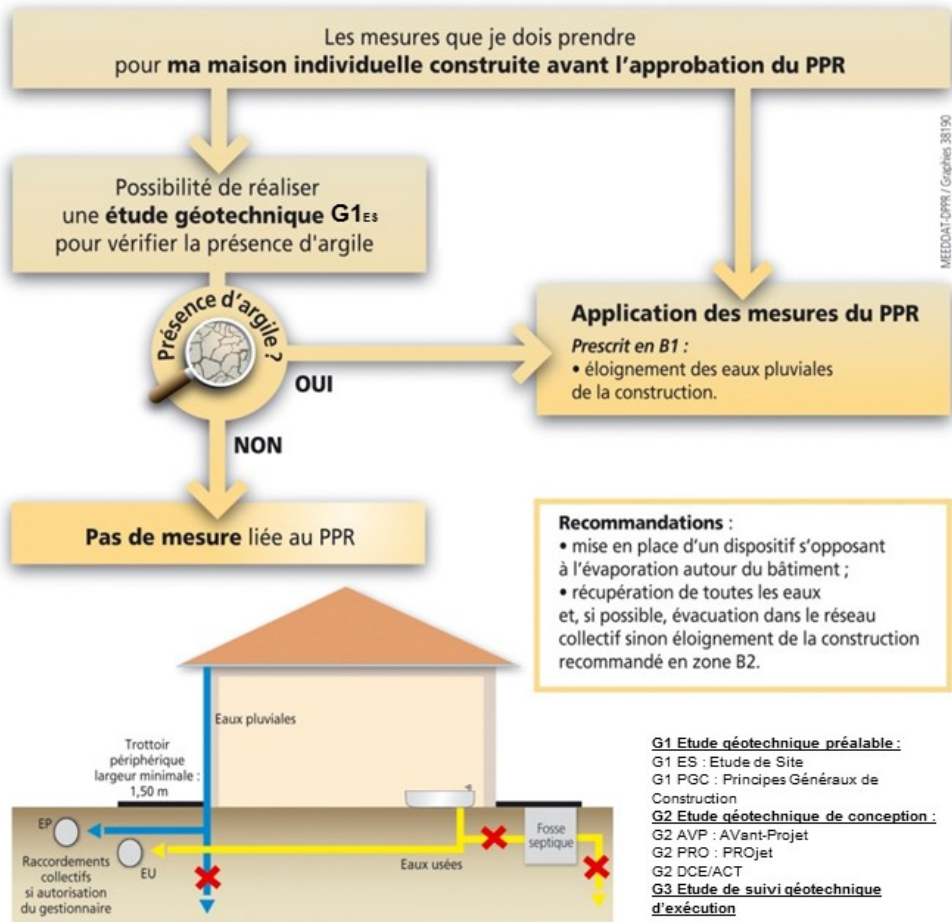 Les mesures que je dois prendre
pour ma maison individuelle construite avant l'approbation du PPR
MEEDDAT-DPPR / Graphies 38190
Possibilité de réaliser
une étude géotechnique G1ES
pour vérifier la présence d'argile
Présence d'argile ?
OUI
NON
Application des mesures du PPR
Prescrit en B1 :
• éloignement des eaux pluviales
de la construction.
Pas de mesure liée au PPR
Recommandations :
• mise en place d'un dispositif s'opposant
à l'évaporation autour du bâtiment ;
• récupération de toutes les eaux
et, si possible, évacuation dans le réseau
collectif sinon éloignement de la construction
recommandé en zone B2.
Eaux pluviales
Trottoir
périphérique
largeur minimale :
1,50 m
EP
EU
Raccordements
collectifs
si autorisation
du gestionnaire
Eaux usées
Fosse
septique
G1 Etude géotechnique préalable :
G1 ES : Etude de Site
G1 PGC : Principes Généraux de
Construction
G2 Etude géotechnique de conception :
G2 AVP : AVant-Projet
G2 PRO : PROjet
G2 DCE/ACT
G3 Etude de suivi géotechnique
d'exécution